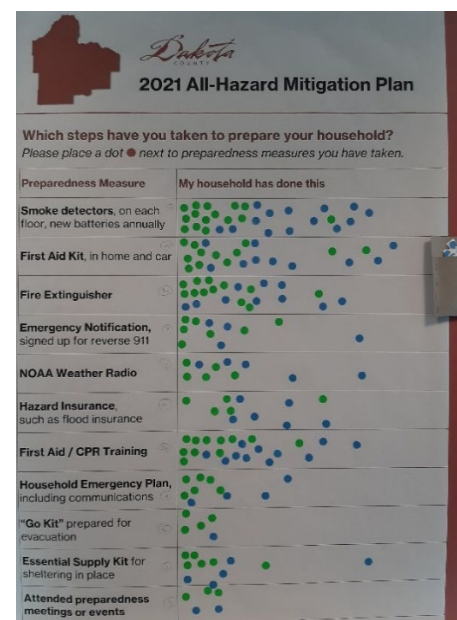 Dakota
COUNTY
2021 All-Hazard Mitigation Plan
Which steps have you taken to prepare your household?
Please place a dot ● next to preparedness measures you have taken.
Preparedness Measure My household has done this
Smoke detectors, on each
floor, new batteries annually
First Aid Kit, in home and car
Fire Extinguisher
Emergency Notification,
signed up for reverse 911
NOAA Weather Radio
Hazard Insurance,
such as flood insurance
First Aid / CPR Training
Household Emergency Plan,
including communications
"Go Kit" prepared for
evacuation
Essential Supply Kit for
sheltering in place
Attended preparedness
meetings or events